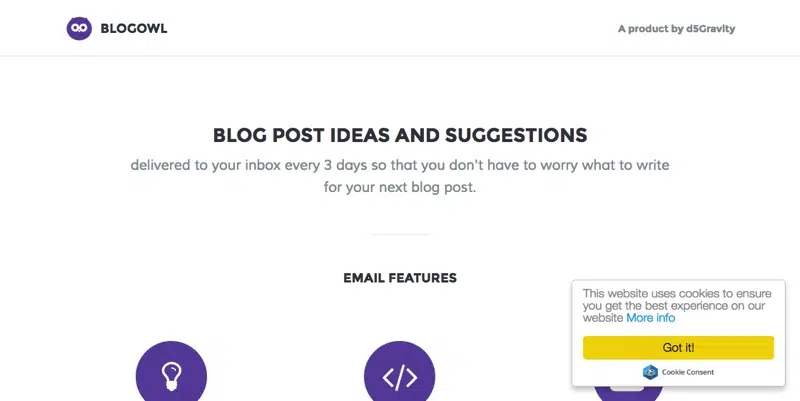 BLOGOWL
A product by d5Gravity
BLOG POST IDEAS AND SUGGESTIONS
delivered to your inbox every 3 days so that you don't have to worry what to write
for your next blog post.
EMAIL FEATURES
This website uses cookies to ensure
you get the best experience on our
website More info
Got it!
Cookie Consent